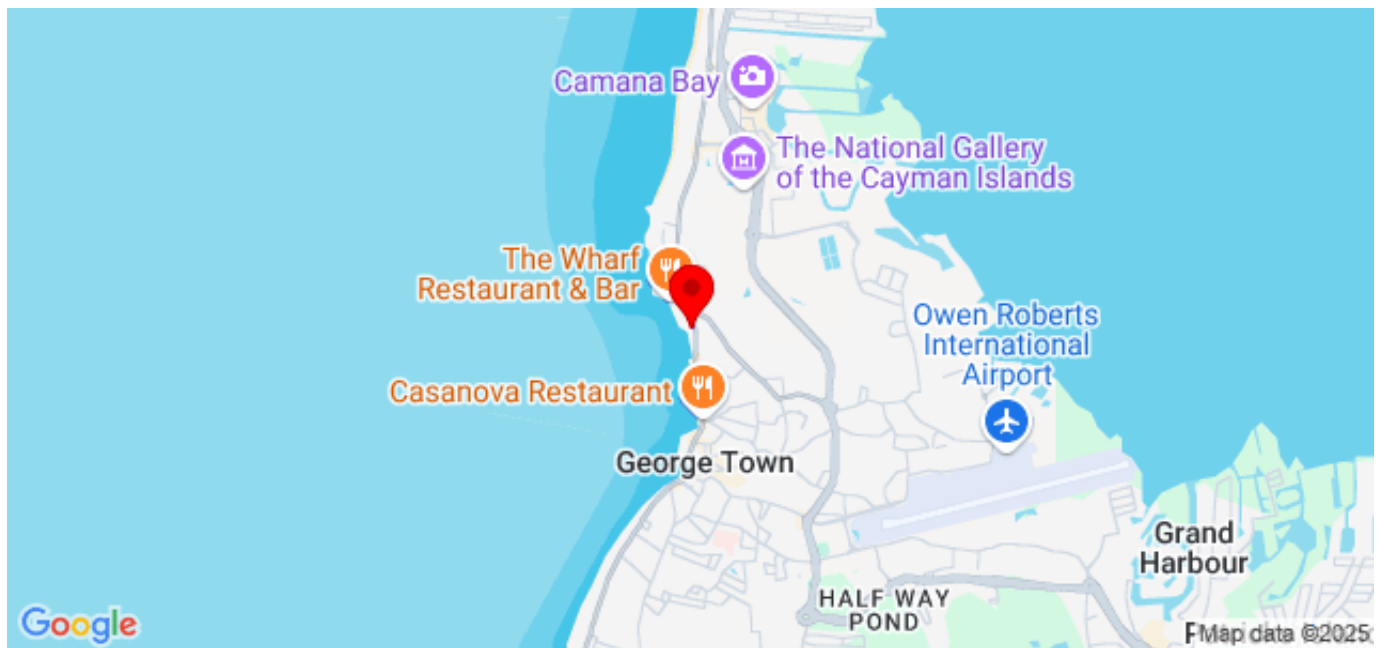 Camana Bay
The National Gallery
of the Cayman Islands
The Wharf
Restaurant & Bar
Owen Roberts
International
Airport
Casanova Restaurant
George Town
Grand
Harbour
HALF WAY
POND
Google
Map data ©2025